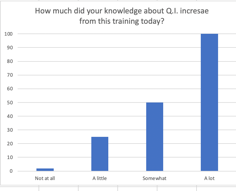 How much did your knowledge about Q.I. incresae
from this training today?
100
90
80
70
60
50
40
30
20
10
0
Not at all
A little
Somewhat
A lot